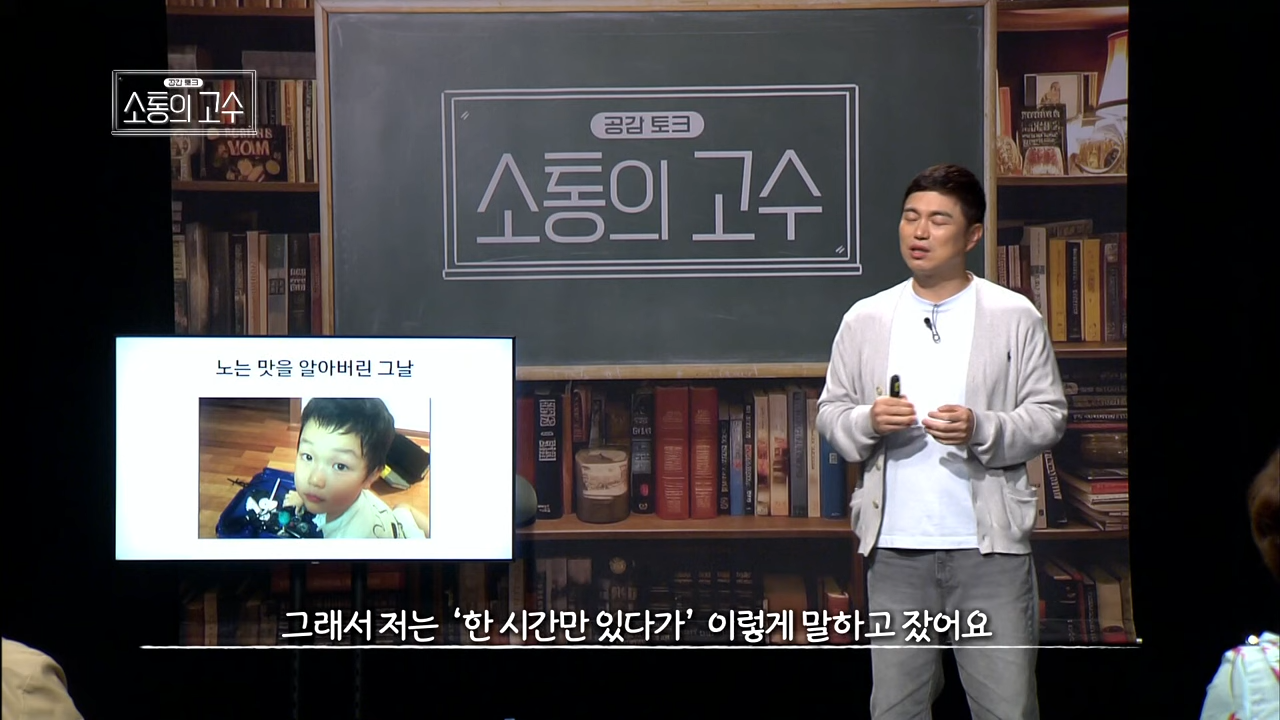 공감 토크
소통의 고수
공감 토크
소통의 고수
노는 맛을 알아버린 그날
그래서 저는 ‘한 시간만 있다가’ 이렇게 말하고 잤어요